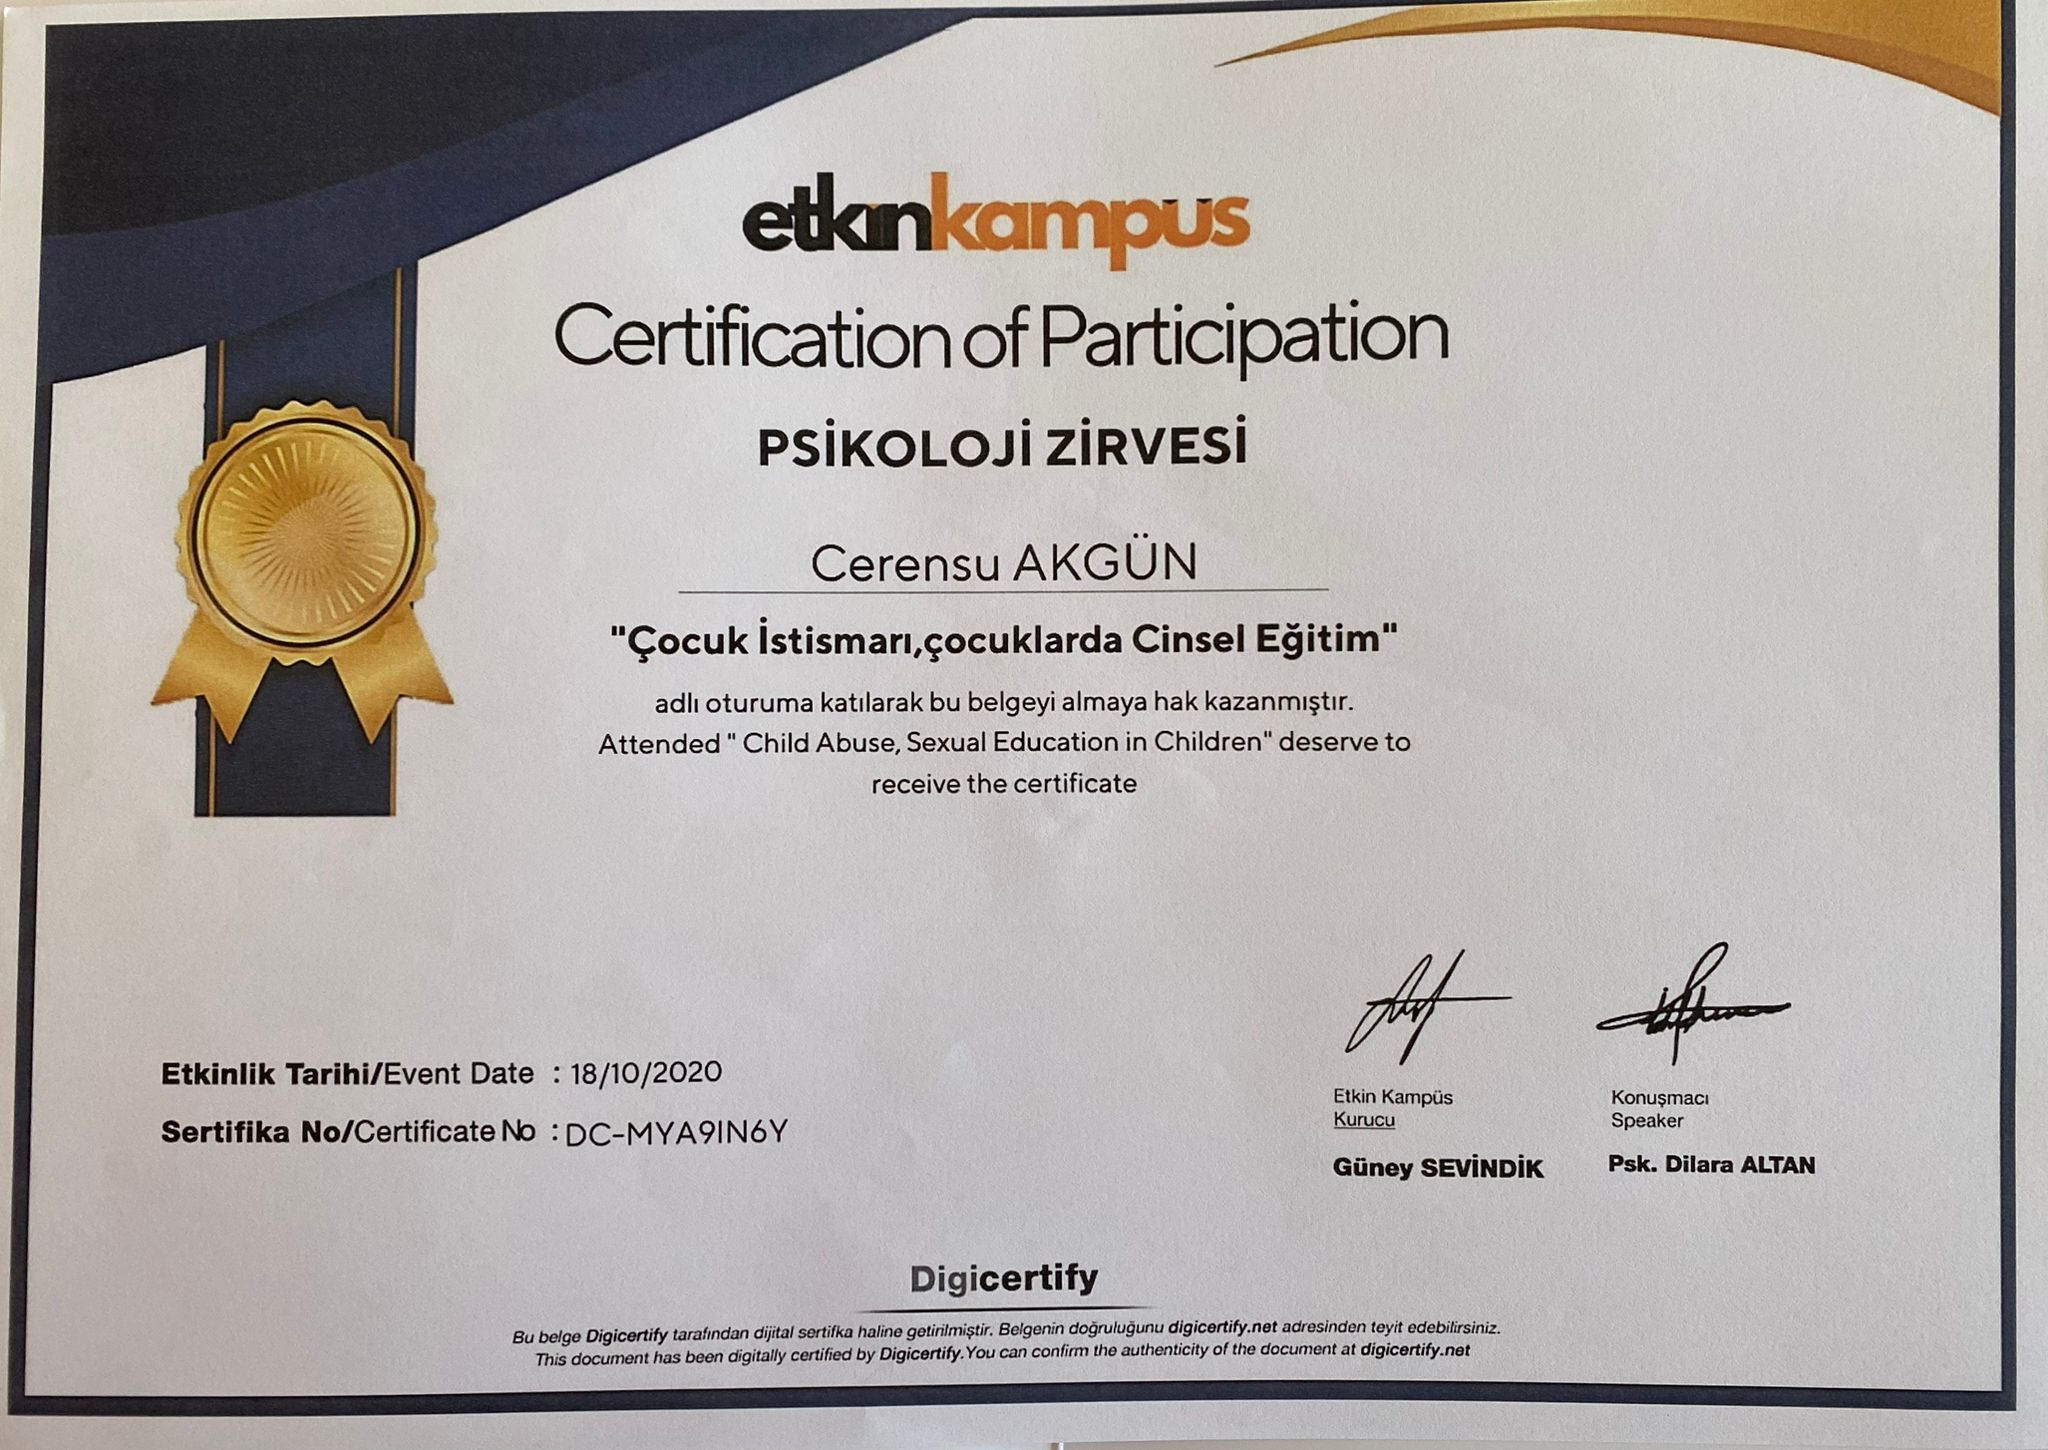 etkinkampüs
Certification of Participation
PSİKOLOJİ ZİRVESİ
Cerensu AKGÜN
"Çocuk İstismarı,çocuklarda Cinsel Eğitim"
adlı oturuma katılarak bu belgeyi almaya hak kazanmıştır.
Attended " Child Abuse, Sexual Education in Children" deserve to
receive the certificate
Etkinlik Tarihi/Event Date : 18/10/2020
Sertifika No/Certificate No : DC-MYA9IN6Y
Etkin Kampüs
Kurucu
Güney SEVİNDİK
Konuşmacı
Speaker
Psk. Dilara ALTAN
Digicertify
Bu belge Digicertify tarafından dijital sertifka haline getirilmiştir. Belgenin doğruluğunu digicertify.net adresinden teyit edebilirsiniz.
This document has been digitally certified by Digicertify.You can confirm the authenticity of the document at digicertify.net